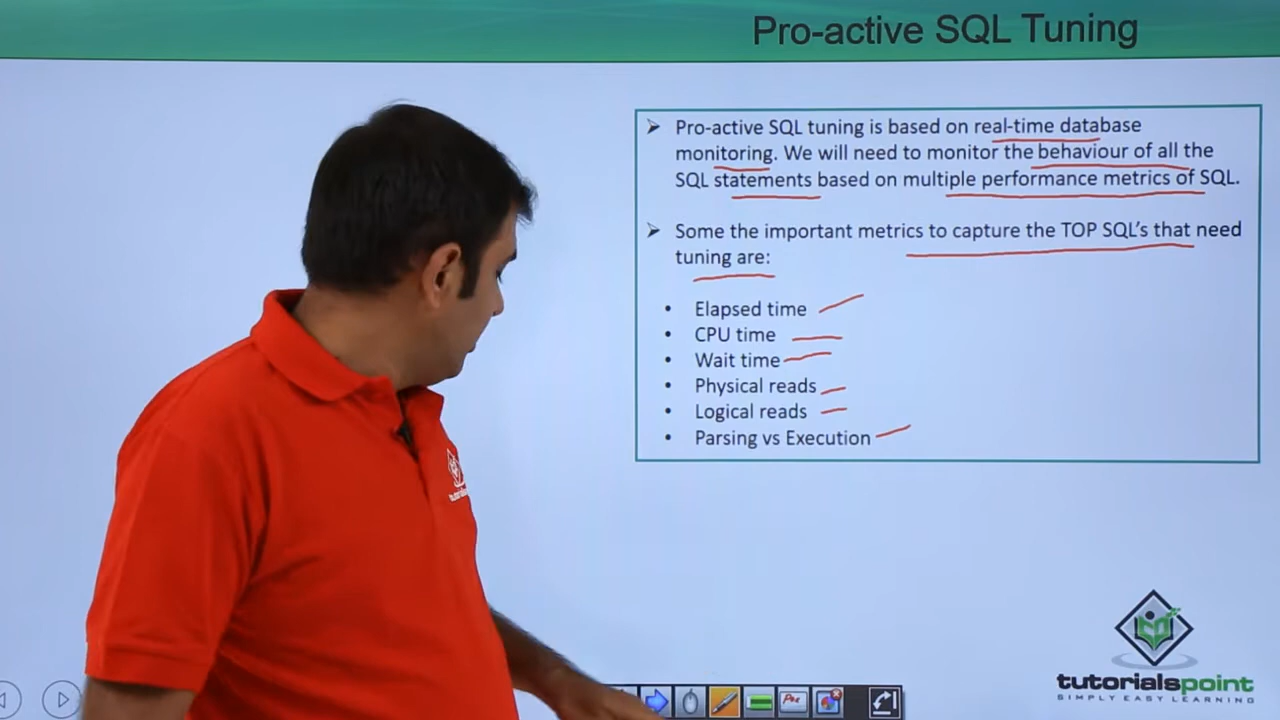 Pro-active SQL Tuning
Pro-active SQL tuning is based on real-time database
monitoring. We will need to monitor the behaviour of all the
SQL statements based on multiple performance metrics of SQL.
Some the important metrics to capture the TOP SQL's that need
tuning are:
Elapsed time
CPU time
Wait time
Physical reads
Logical reads
Parsing vs Execution
tutorialspoint
SIMPLY EASY LEARNING